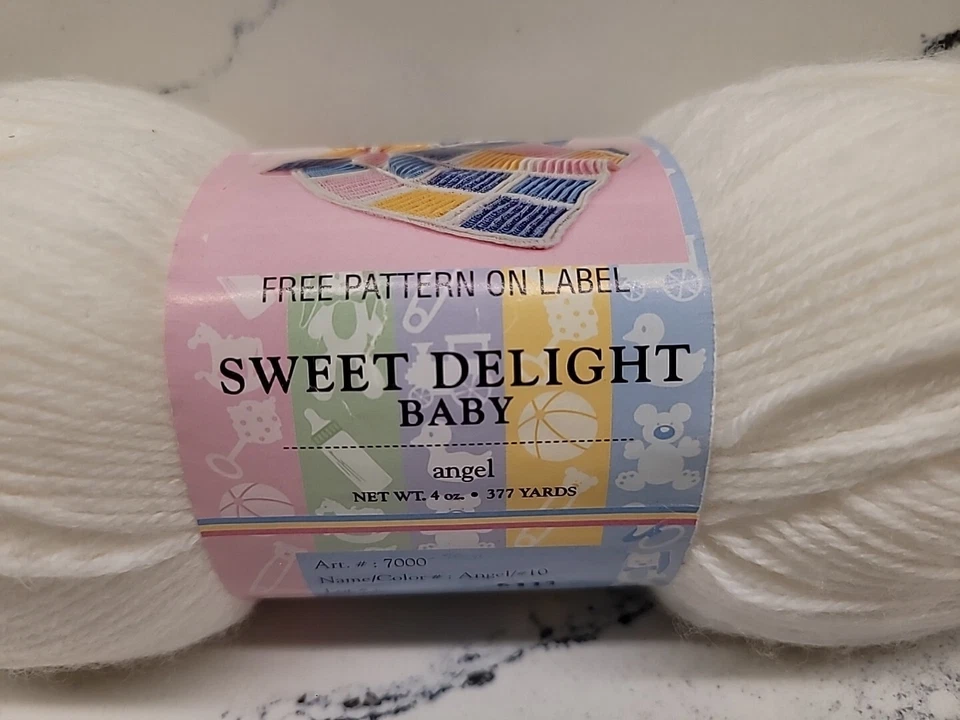 FREE PATTERN ON LABEL
SWEET DELIGHT
BABY
angel
NET WT. 4 oz. • 377 YARDS
Art. # : 7000
Name/Color # : Angel/#10